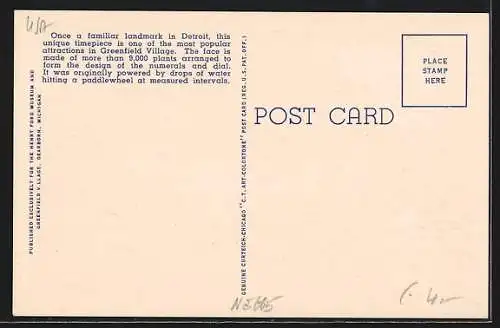 U/A
Once a familiar landmark in Detroit, this
unique timepiece is one of the most popular
attractions in Greenfield Village. The face is
made of more than 9,000 plants arranged to
form the design of the numerals and dial.
It was originally powered by drops of water
hitting a paddlewheel at measured intervals.
PLACE
STAMP
HERE
POST CARD
PUBLISHED EXCLUSIVELY FOR THE HENRY FORD MUSEUM AND
GREENFIELD VILLAGE, DEARBORN, MICHIGAN
GENUINE CURTEICH-CHICAGO "C.T. ART-COLORTONE" POST CARD (REG. U.S. PAT. OFF.)